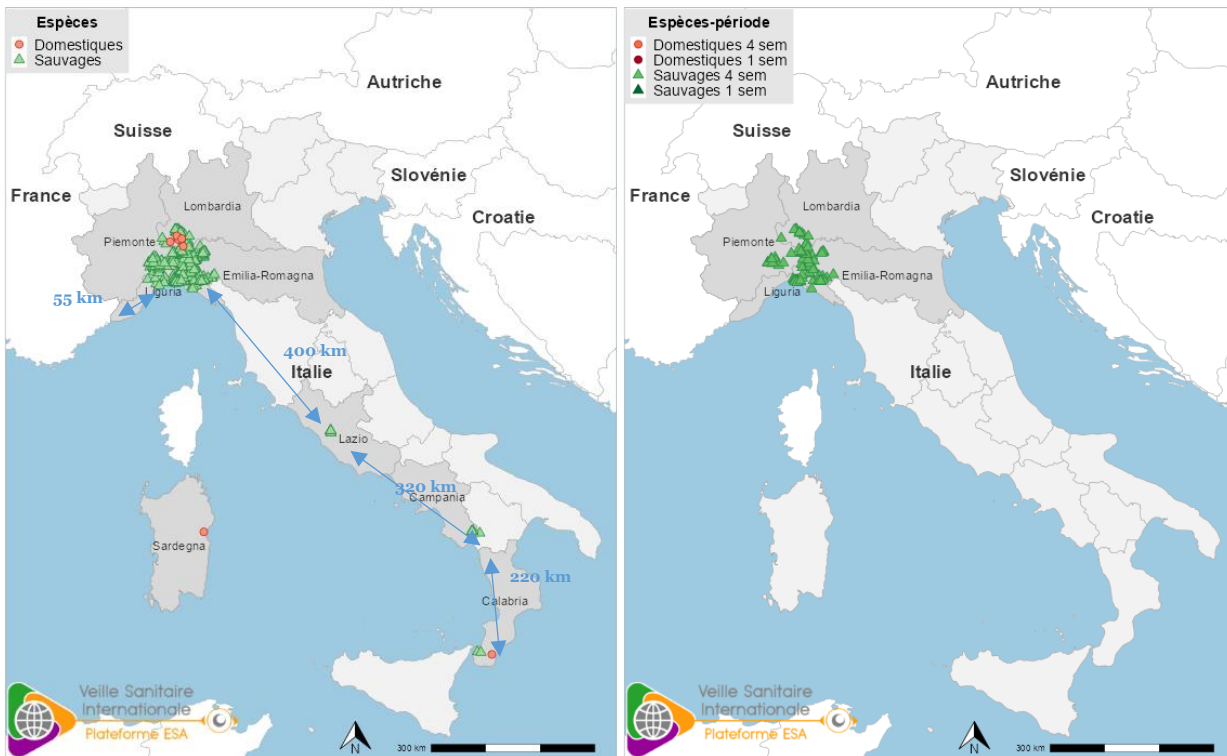 Espèces
Domestiques
Sauvages
Autriche
Suisse
Slovénie
France
Lombardia
Croatie
Piemonte
Emilia-Romagna
55 km
Liguria
400 km
Italie
Lazio
320 km
Campania
Sardegna
220 km
Calabria
Veille Sanitaire
Internationale
Plateforme ESA
N
300 km
Espèces-période
Domestiques 4 sem
Domestiques 1 sem
Sauvages 4 sem
Sauvages 1 sem
Autriche
Suisse
Slovénie
France
Lombardia
Croatie
Piemonte
Emilia-Romagna
Liguria
Italie
Veille Sanitaire
Internationale
Plateforme ESA
N
300 km